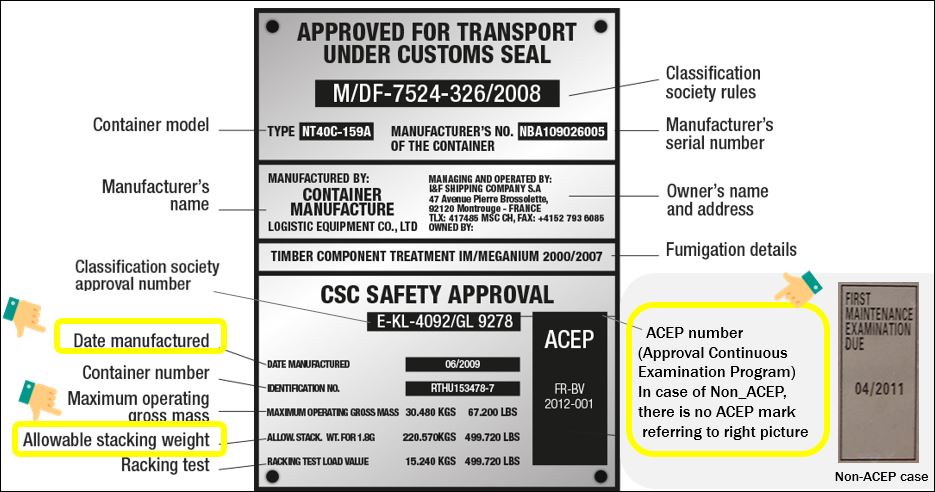 APPROVED FOR TRANSPORT
UNDER CUSTOMS SEAL
M/DF-7524-326/2008
Classification
society rules
Container model
TYPE NT40C-159A
MANUFACTURER'S NO. NBA109026005
OF THE CONTAINER
Manufacturer's
serial number
Manufacturer's
name
MANUFACTURED BY:
CONTAINER
MANUFACTURE
LOGISTIC EQUIPMENT CO., LTD
MANAGING AND OPERATED BY:
I&F SHIPPING COMPANY S.A
47 Avenue Pierre Brossolette,
92120 Montrouge - FRANCE
TLX: 417485 MSC CH, FAX: +4152 793 6085
OWNED BY:
Owner's name
and address
TIMBER COMPONENT TREATMENT IM/MEGANIUM 2000/2007
Fumigation details
Classification society
approval number
CSC SAFETY APPROVAL
E-KL-4092/GL 9278
Date manufactured
DATE MANUFACTURED 06/2009
Container number
IDENTIFICATION NO. RTHU153478-7
Maximum operating
gross mass
MAXIMUM OPERATING GROSS MASS 30.480 KGS 67.200 LBS
Allowable stacking weight
ALLOW. STACK. WT. FOR 1.8G 220.570KGS 499.720 LBS
Racking test
RACKING TEST LOAD VALUE 15.240 KGS 499.720 LBS
ACEP
FR-BV
2012-001
ACEP number
(Approval Continuous
Examination Program)
In case of Non_ACEP,
there is no ACEP mark
referring to right picture
FIRST
MAINTENANCE
EXAMINATION
DUE
04/2011
Non-ACEP case